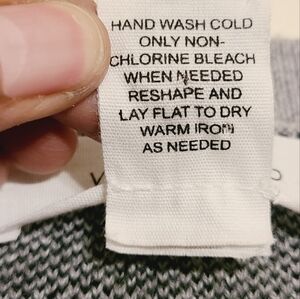 HAND WASH COLD
ONLY NON-
CHLORINE BLEACH
WHEN NEEDED
RESHAPE AND
LAY FLAT TO DRY
WARM IRON
AS NEEDED